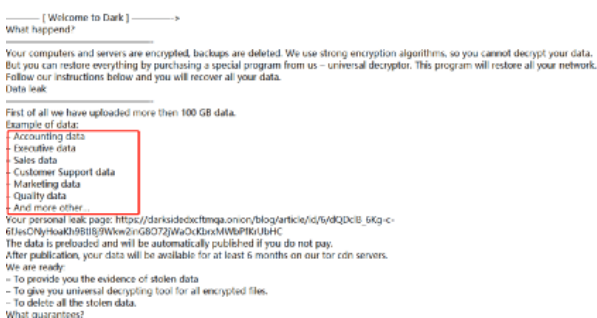 ----------- [ Welcome to Dark ] ------------->
What happend?
----------------------------------------------
Your computers and servers are encrypted, backups are deleted. We use strong encryption algorithms, so you cannot decrypt your data.
But you can restore everything by purchasing a special program from us – universal decryptor. This program will restore all your network.
Follow our instructions below and you will recover all your data.
Data leak
----------------------------------------------
First of all we have uploaded more then 100 GB data.
Example of data:
- Accounting data
- Executive data
- Sales data
- Customer Support data
- Marketing data
- Quality data
- And more other...
Your personal leak page: https://darksidedxcftmqa.onion/blog/article/id/6/
The data is preloaded and will be automatically published if you do not pay.
After publication, your data will be available for at least 6 months on our tor cdn servers.
We are ready:
– To provide you the evidence of stolen data
– To give you universal decrypting tool for all encrypted files.
– To delete all the stolen data.
What guarantees?